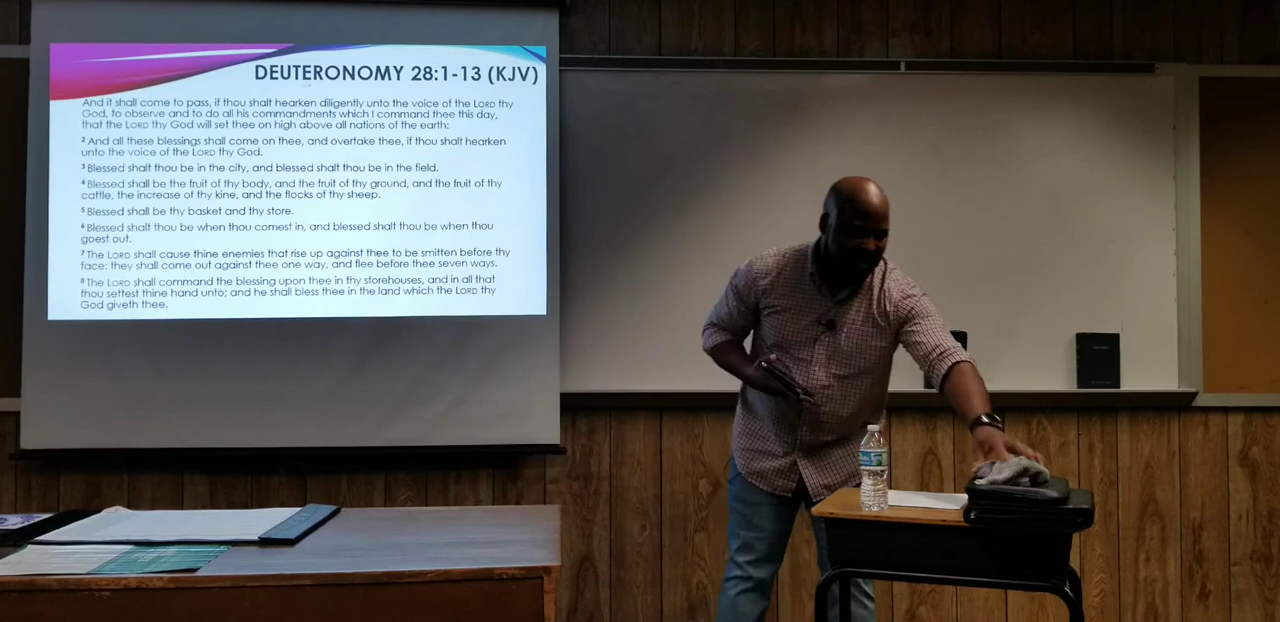 DEUTERONOMY 28:1-13 (KJV)
And it shall come to pass, if thou shalt hearken diligently unto the voice of the LORD thy
God, to observe and to do all his commandments which I command thee this day,
that the LORD thy God will set thee on high above all nations of the earth:
2 And all these blessings shall come on thee, and overtake thee, if thou shalt hearken
unto the voice of the LORD thy God.
3 Blessed shalt thou be in the city, and blessed shalt thou be in the field.
4 Blessed shall be the fruit of thy body, and the fruit of thy ground, and the fruit of thy
cattle, the increase of thy kine, and the flocks of thy sheep.
5 Blessed shall be thy basket and thy store.
6 Blessed shalt thou be when thou comest in, and blessed shalt thou be when thou
goest out.
7 The LORD shall cause thine enemies that rise up against thee to be smitten before thy
face: they shall come out against thee one way, and flee before thee seven ways.
8 The LORD shall command the blessing upon thee in thy storehouses, and in all that
thou settest thine hand unto; and he shall bless thee in the land which the LORD thy
God giveth thee.